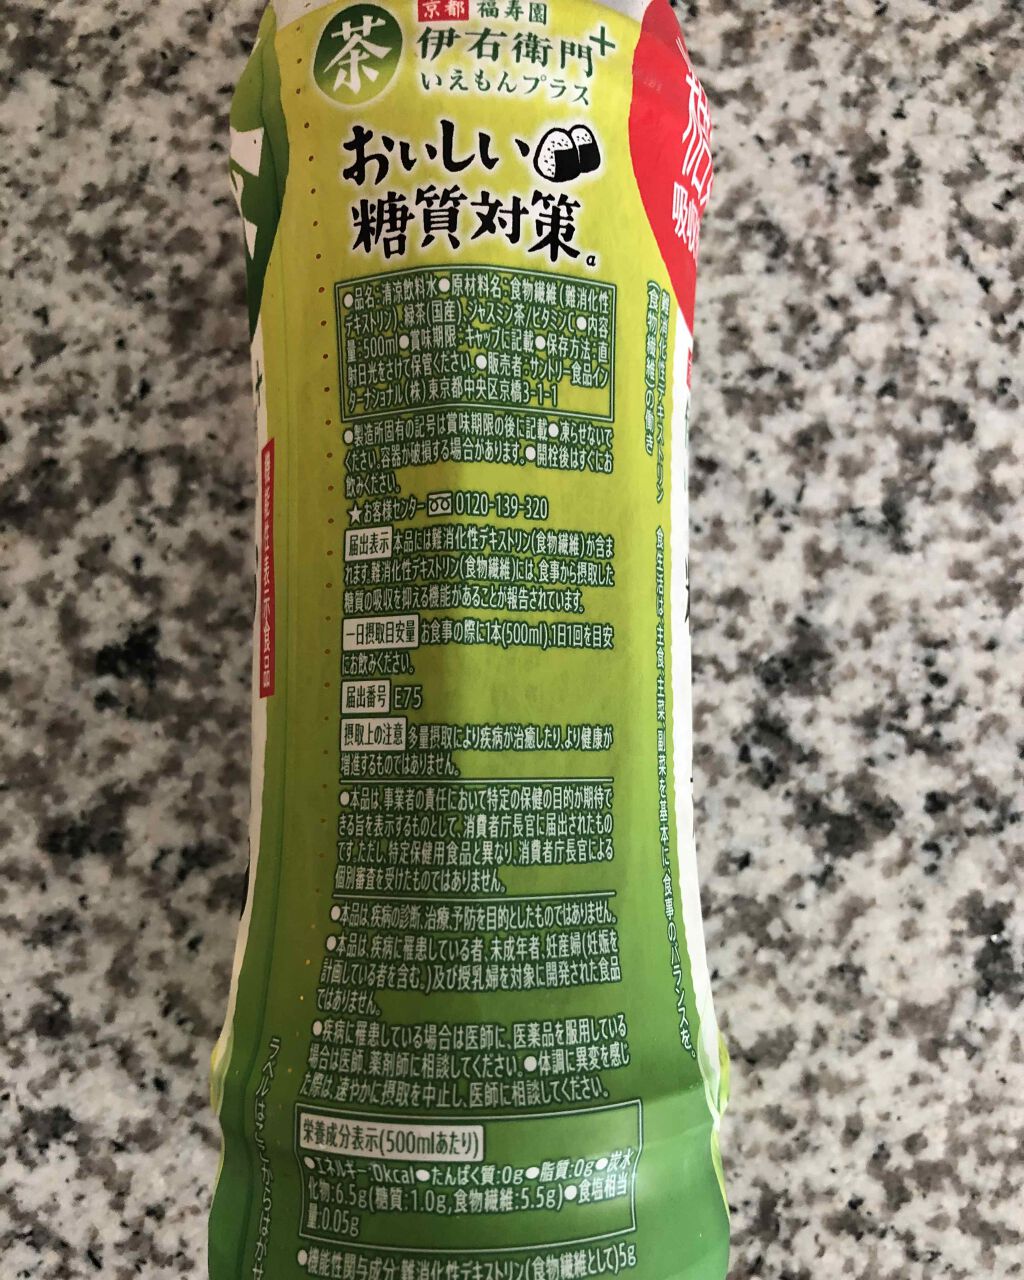 茶
京都 福寿園
伊右衛門+
いえもんプラス
おいしい
糖質対策α
●品名:清涼飲料水●原材料名:食物繊維(難消化性
デキストリン)、緑茶(国産)、ジャスミン茶/ビタミンC●内容
量:500ml●賞味期限:キャップに記載●保存方法:直
射日光をさけて保管ください。●販売者:サントリー食品イン
ターナショナル(株)東京都中央区京橋3-1-1
●製造所固有の記号は賞味期限の後に記載●凍らせないで
ください。容器が破損する場合があります。●開栓後はすぐにお
飲みください。
★お客様センター 0120-139-320
届出表示 本品には難消化性デキストリン(食物繊維)が含ま
れます。難消化性デキストリン(食物繊維)には、食事から摂取した
糖質の吸収を抑える機能があることが報告されています。
一日摂取目安量 お食事の際に1本(500ml)、1日1回を目安
にお飲みください。
届出番号 E75
摂取上の注意 多量摂取により疾病が治癒したり、より健康が
増進するものではありません。
●本品は、事業者の責任において特定の保健の目的が期待で
きる旨を表示するものとして、消費者庁長官に届出されたもの
です。ただし、特定保健用食品と異なり、消費者庁長官による
個別審査を受けたものではありません。
●本品は、疾病の診断、治療、予防を目的としたものではありません。
●本品は、疾病に罹患している者、未成年者、妊産婦(妊娠を
計画している者を含む。)及び授乳婦を対象に開発された食品
ではありません。
●疾病に罹患している場合は医師に、医薬品を服用している
場合は医師、薬剤師に相談してください。●体調に異変を感じ
た際は、速やかに摂取を中止し、医師に相談してください。
栄養成分表示(500mlあたり)
●エネルギー:0kcal●たんぱく質:0g●脂質:0g●炭水
化物:6.5g(糖質:1.0g、食物繊維:5.5g)●食塩相当
量:0.05g
●機能性関与成分 難消化性デキストリン(食物繊維として)5g
難消化性デキストリン
(食物繊維)の働き
食生活は、主食、主菜、副菜を基本に、食事のバランスを。
機能性表示食品
ラベルはここからはがせ
吸収